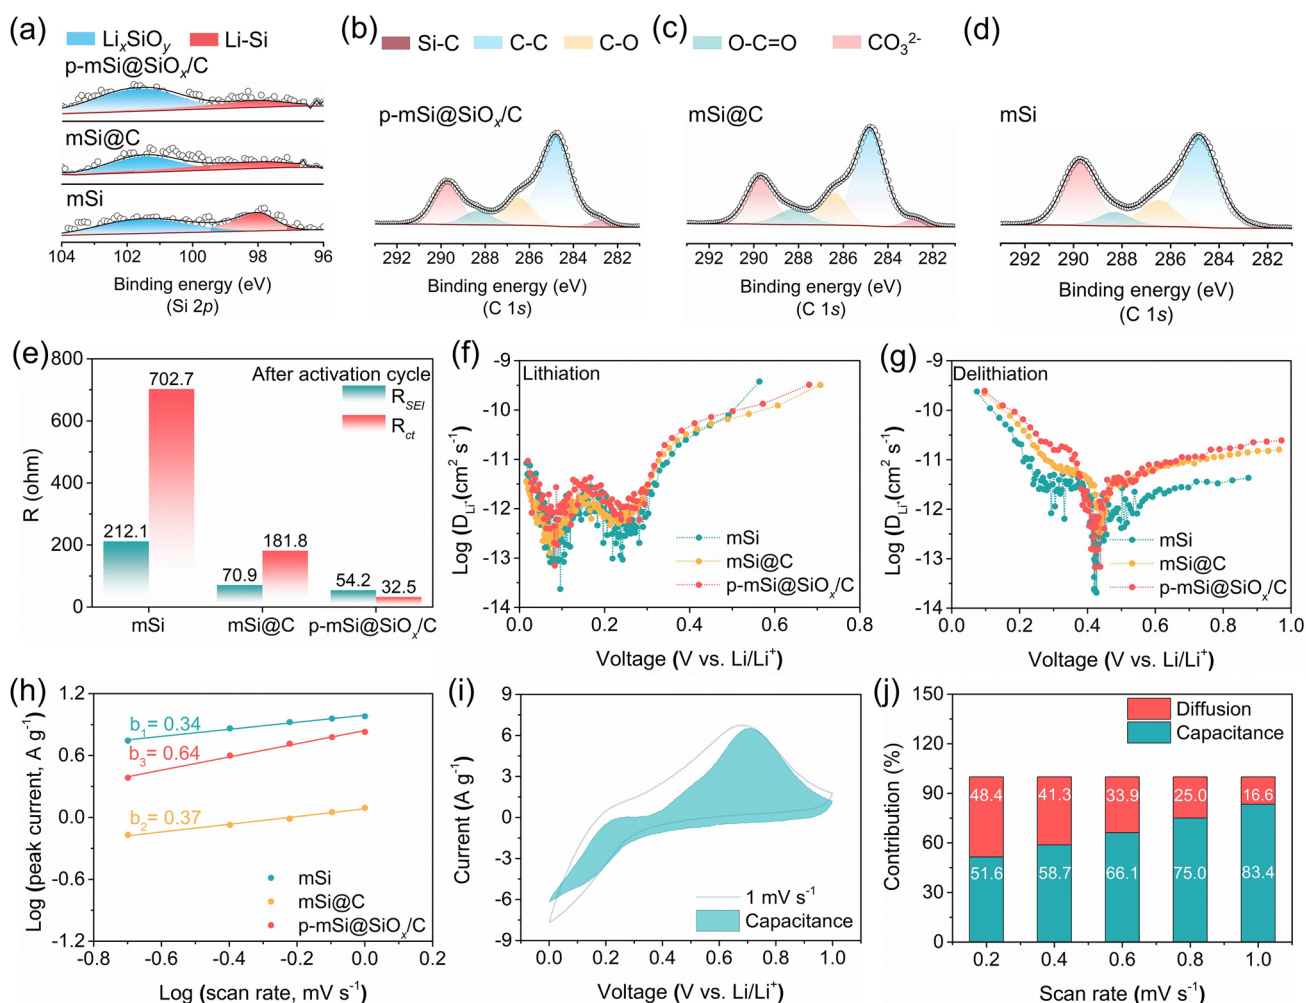 (a)
Li_xSiO_y
Li-Si
p-mSi@SiO_x/C
mSi@C
mSi
104 102 100 98 96
Binding energy (eV)
(Si 2p)
(b)
Si-C
C-C
C-O
p-mSi@SiO_x/C
292 290 288 286 284 282
Binding energy (eV)
(C 1s)
(c)
O-C=O
CO₃²⁻
mSi@C
292 290 288 286 284 282
Binding energy (eV)
(C 1s)
(d)
mSi
292 290 288 286 284 282
Binding energy (eV)
(C 1s)
(e)
R (ohm)
800
600
400
200
0
After activation cycle
R_SEI
R_ct
212.1
702.7
70.9
181.8
54.2
32.5
mSi
mSi@C
p-mSi@SiO_x/C
(f)
Lithiation
Log (D_Li⁺(cm² s⁻¹)
-9
-10
-11
-12
-13
-14
mSi
mSi@C
p-mSi@SiO_x/C
0.0 0.2 0.4 0.6 0.8
Voltage (V vs. Li/Li⁺)
(g)
Delithiation
Log (D_Li⁺(cm² s⁻¹)
-9
-10
-11
-12
-13
-14
mSi
mSi@C
p-mSi@SiO_x/C
0.0 0.2 0.4 0.6 0.8 1.0
Voltage (V vs. Li/Li⁺)
(h)
Log (peak current, A g⁻¹)
1.2
0.6
0.0
-0.6
-1.2
b₁= 0.34
b₃= 0.64
b₂= 0.37
mSi
mSi@C
p-mSi@SiO_x/C
-0.8 -0.6 -0.4 -0.2 0.0 0.2
Log (scan rate, mV s⁻¹)
(i)
Current (A g⁻¹)
9
6
3
0
-3
-6
-9
1 mV s⁻¹
Capacitance
0.0 0.2 0.4 0.6 0.8 1.0
Voltage (V vs. Li/Li⁺)
(j)
Contribution (%)
150
120
90
60
30
0
Diffusion
Capacitance
48.4 41.3 33.9 25.0 16.6
51.6 58.7 66.1 75.0 83.4
0.2 0.4 0.6 0.8 1.0
Scan rate (mV s⁻¹)